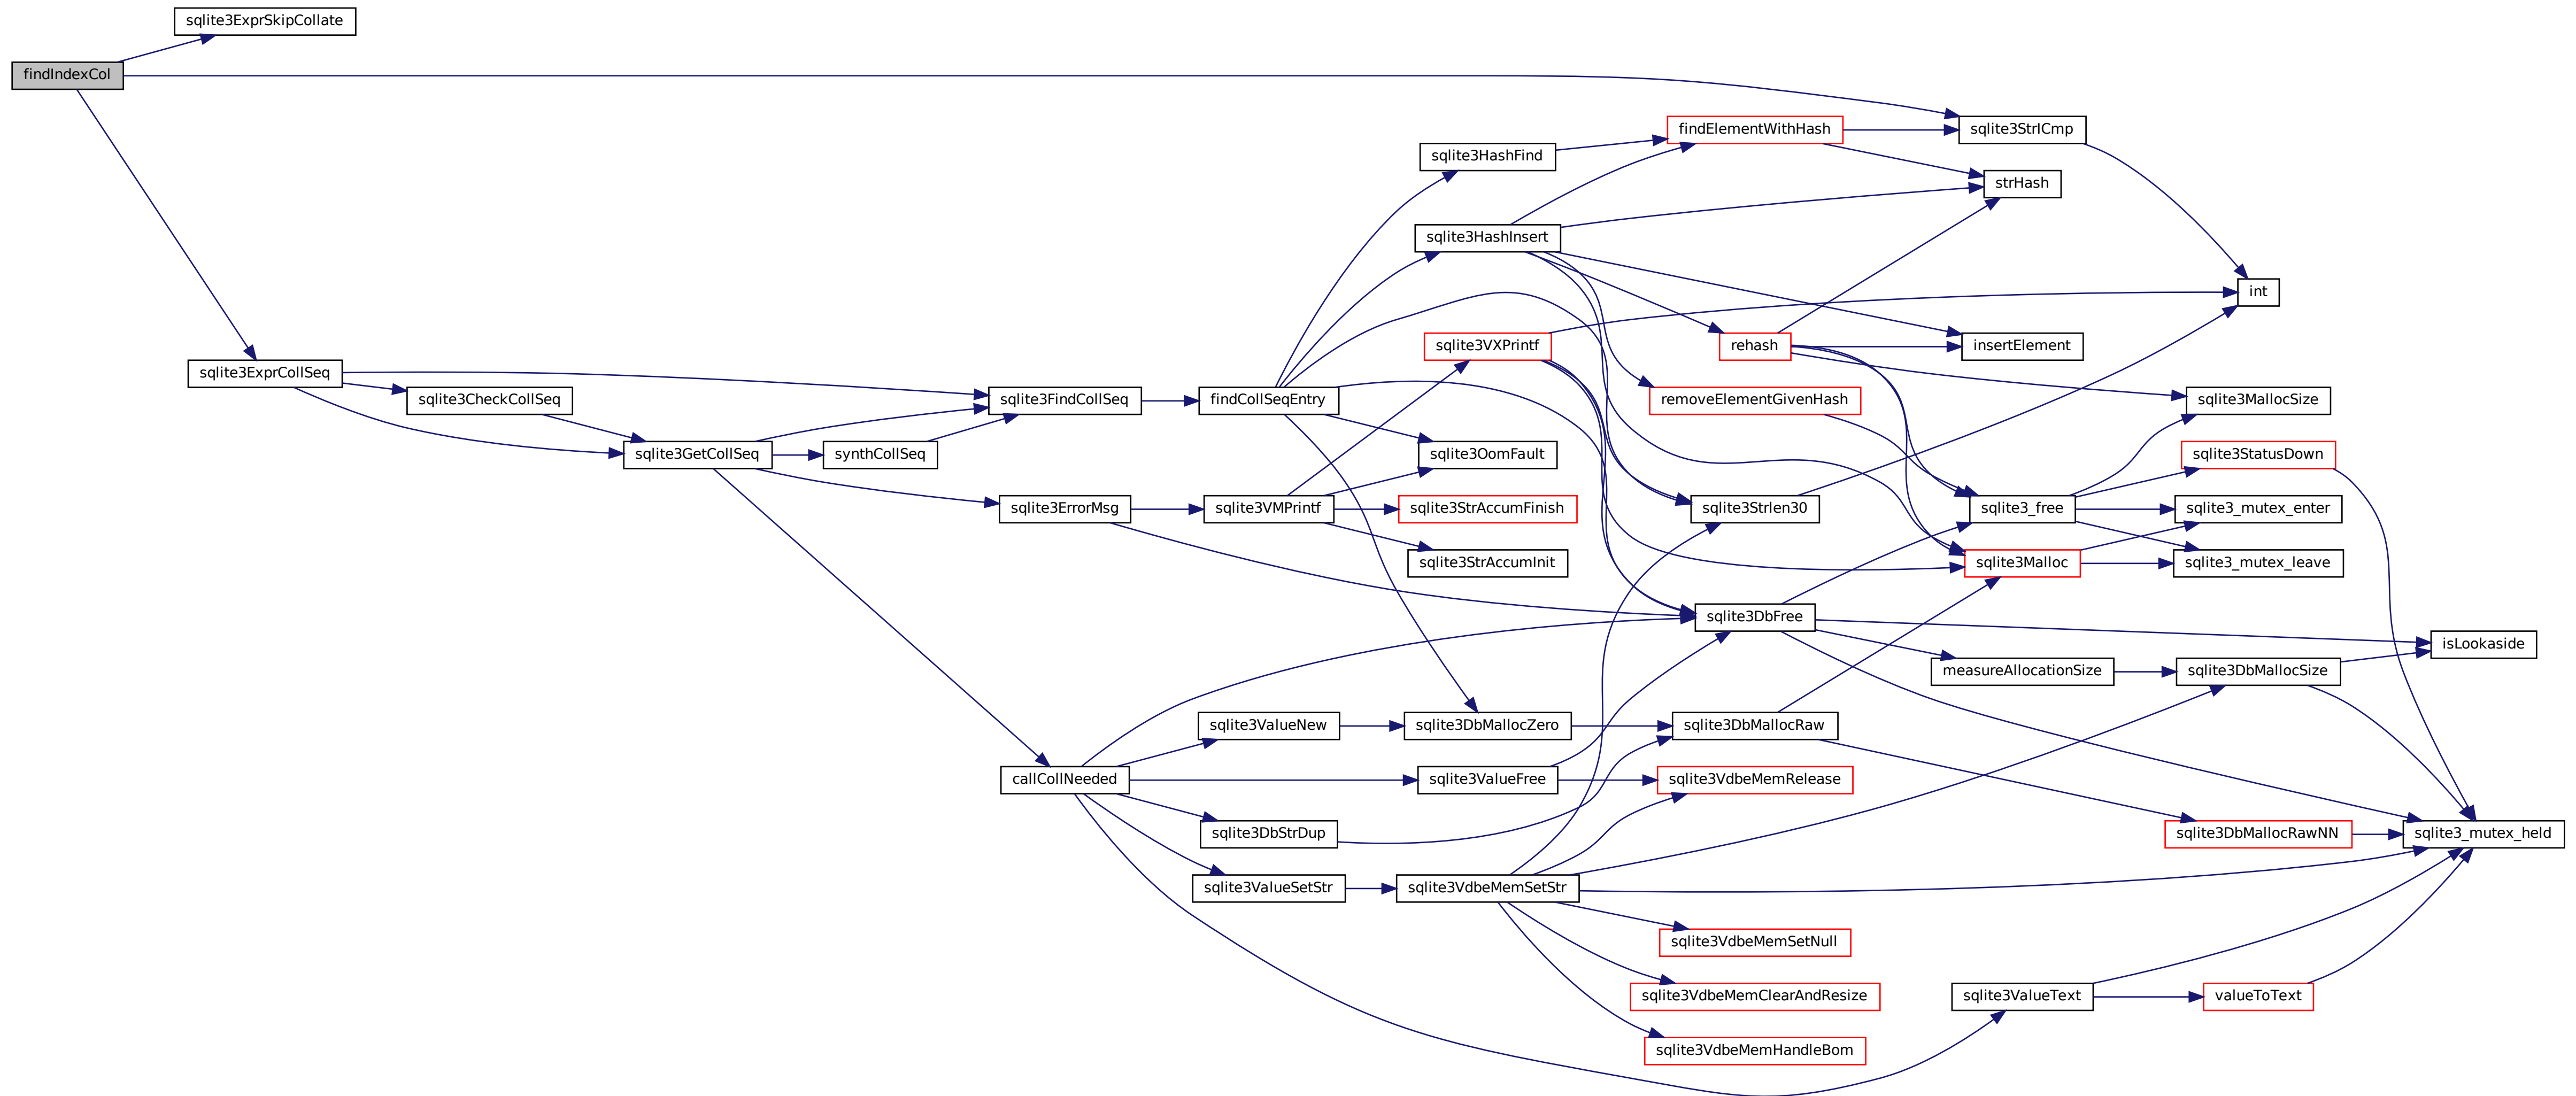 sqlite3ExprSkipCollate
findIndexCol
findElementWithHash
sqlite3StrICmp
sqlite3HashFind
strHash
sqlite3HashInsert
int
sqlite3VXPrintf
rehash
insertElement
sqlite3ExprCollSeq
sqlite3CheckCollSeq
sqlite3FindCollSeq
findCollSeqEntry
removeElementGivenHash
sqlite3MallocSize
sqlite3GetCollSeq
synthCollSeq
sqlite3OomFault
sqlite3StatusDown
sqlite3ErrorMsg
sqlite3VMPrintf
sqlite3StrAccumFinish
sqlite3Strlen30
sqlite3_free
sqlite3_mutex_enter
sqlite3StrAccumInit
sqlite3Malloc
sqlite3_mutex_leave
sqlite3DbFree
isLookaside
measureAllocationSize
sqlite3DbMallocSize
sqlite3ValueNew
sqlite3DbMallocZero
sqlite3DbMallocRaw
callCollNeeded
sqlite3ValueFree
sqlite3VdbeMemRelease
sqlite3DbStrDup
sqlite3DbMallocRawNN
sqlite3_mutex_held
sqlite3ValueSetStr
sqlite3VdbeMemSetStr
sqlite3VdbeMemSetNull
sqlite3VdbeMemClearAndResize
sqlite3ValueText
valueToText
sqlite3VdbeMemHandleBom